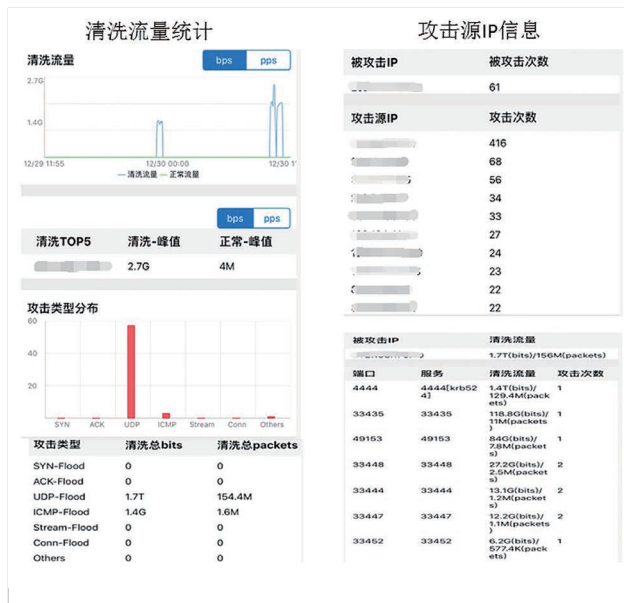 清洗流量统计
清洗流量
bps pps
2.7G
1.4G
12/29 11:55 12/30 00:00 12/30 1
清洗流量 正常流量
bps pps
清洗TOP5 清洗-峰值 正常-峰值
2.7G 4M
攻击类型分布
60
40
20
SYN ACK UDP ICMP Stream Conn Others
攻击类型 清洗总bits 清洗总packets
SYN-Flood 0 0
ACK-Flood 0 0
UDP-Flood 1.7T 154.4M
ICMP-Flood 1.4G 1.6M
Stream-Flood 0 0
Conn-Flood 0 0
Others 0 0
攻击源IP信息
被攻击IP 被攻击次数
61
攻击源IP 攻击次数
416
68
56
34
33
27
24
23
22
22
被攻击IP 清洗流量
1.7T(bits)/156M(packets)
端口 服务 清洗流量 攻击次数
4444 4444[krb52 1.4T(bits)/ 1
4] 129.4M(pack
ets)
33435 33435 118.8G(bits)/ 1
11M(packets
)
49153 49153 84G(bits)/ 1
7.8M(packet
s)
33448 33448 27.2G(bits)/ 2
2.5M(packet
s)
33444 33444 13.1G(bits)/ 2
1.2M(packet
s)
33447 33447 12.2G(bits)/ 2
1.1M(packets
)
33452 33452 6.2G(bits)/ 1
577.4K(pack
ets)